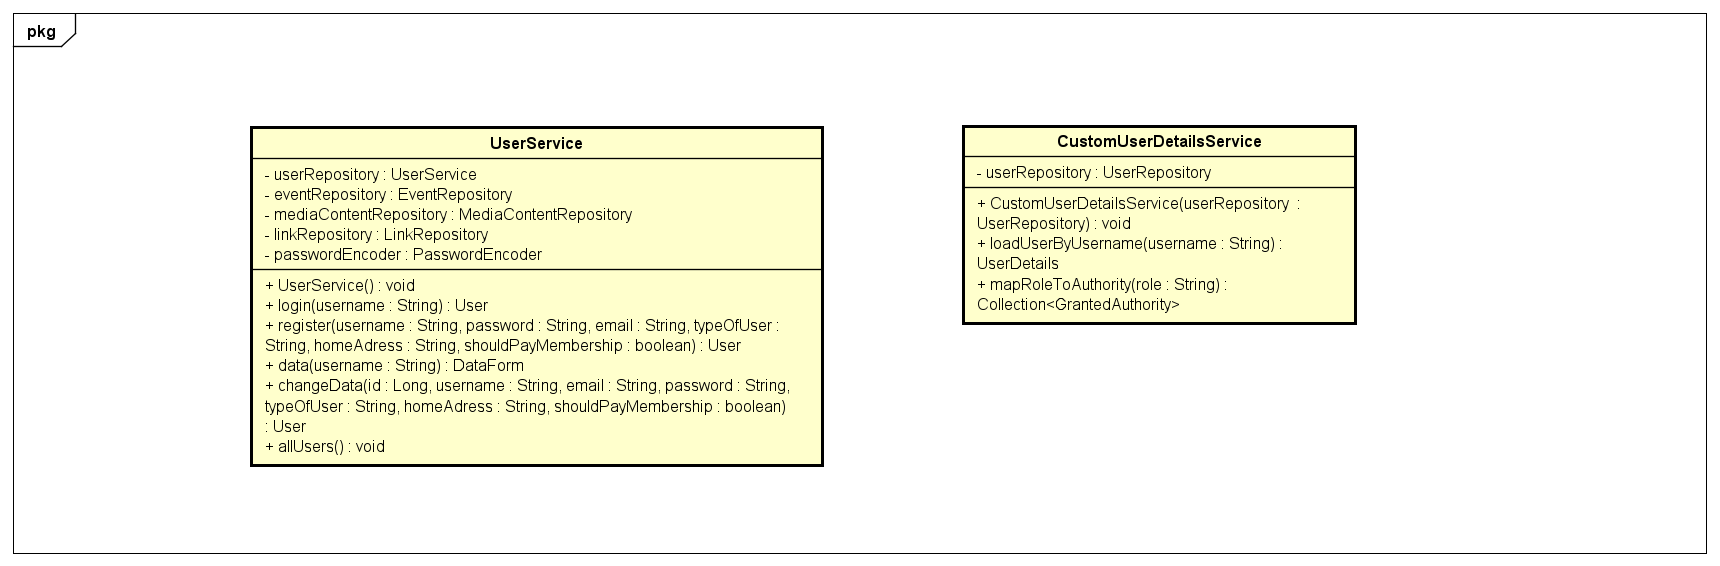 pkg
UserService
- userRepository : UserService
- eventRepository : EventRepository
- mediaContentRepository : MediaContentRepository
- linkRepository : LinkRepository
- passwordEncoder : PasswordEncoder
+ UserService() : void
+ login(username : String) : User
+ register(username : String, password : String, email : String, typeOfUser :
String, homeAdress : String, shouldPayMembership : boolean) : User
+ data(username : String) : DataForm
+ changeData(id : Long, username : String, email : String, password : String,
typeOfUser : String, homeAdress : String, shouldPayMembership : boolean)
: User
+ allUsers() : void
CustomUserDetailsService
- userRepository : UserRepository
+ CustomUserDetailsService(userRepository :
UserRepository) : void
+ loadUserByUsername(username : String) :
UserDetails
+ mapRoleToAuthority(role : String) :
Collection<GrantedAuthority>